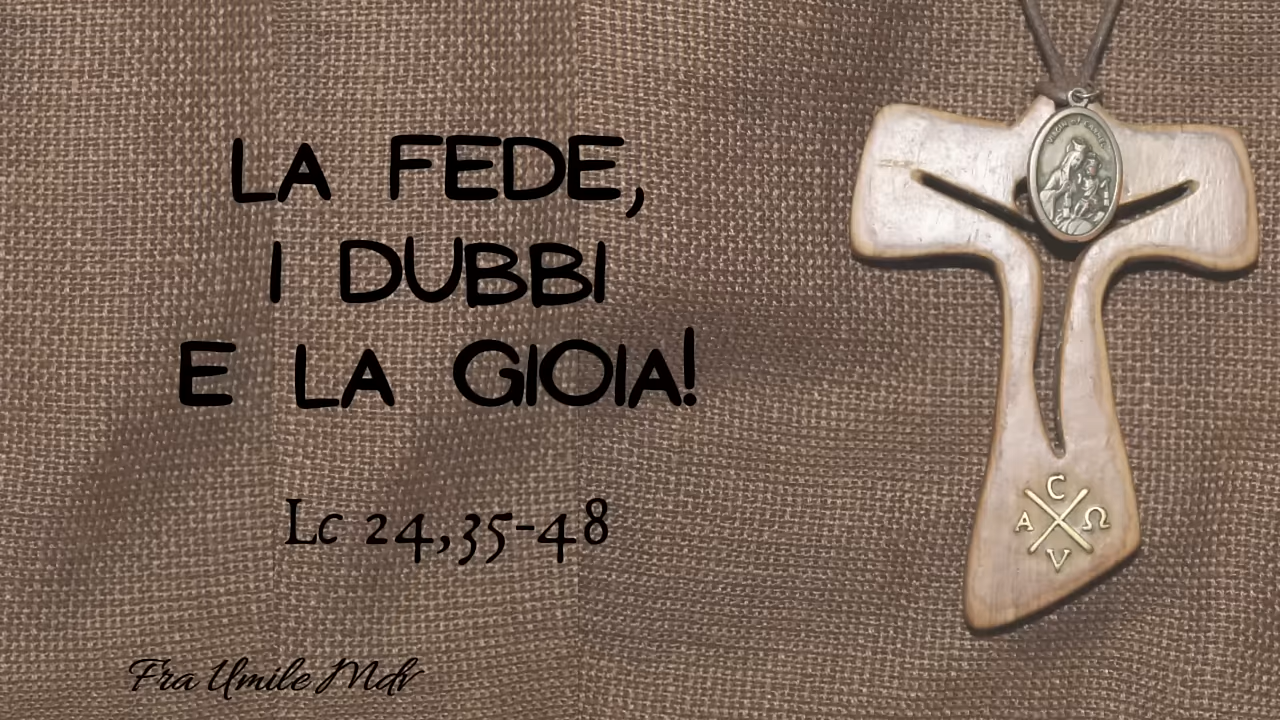 LA FEDE,
I DUBBI
E LA GIOIA!
Lc 24,35-48
Fra Umile Mdv
C
A Ω
V